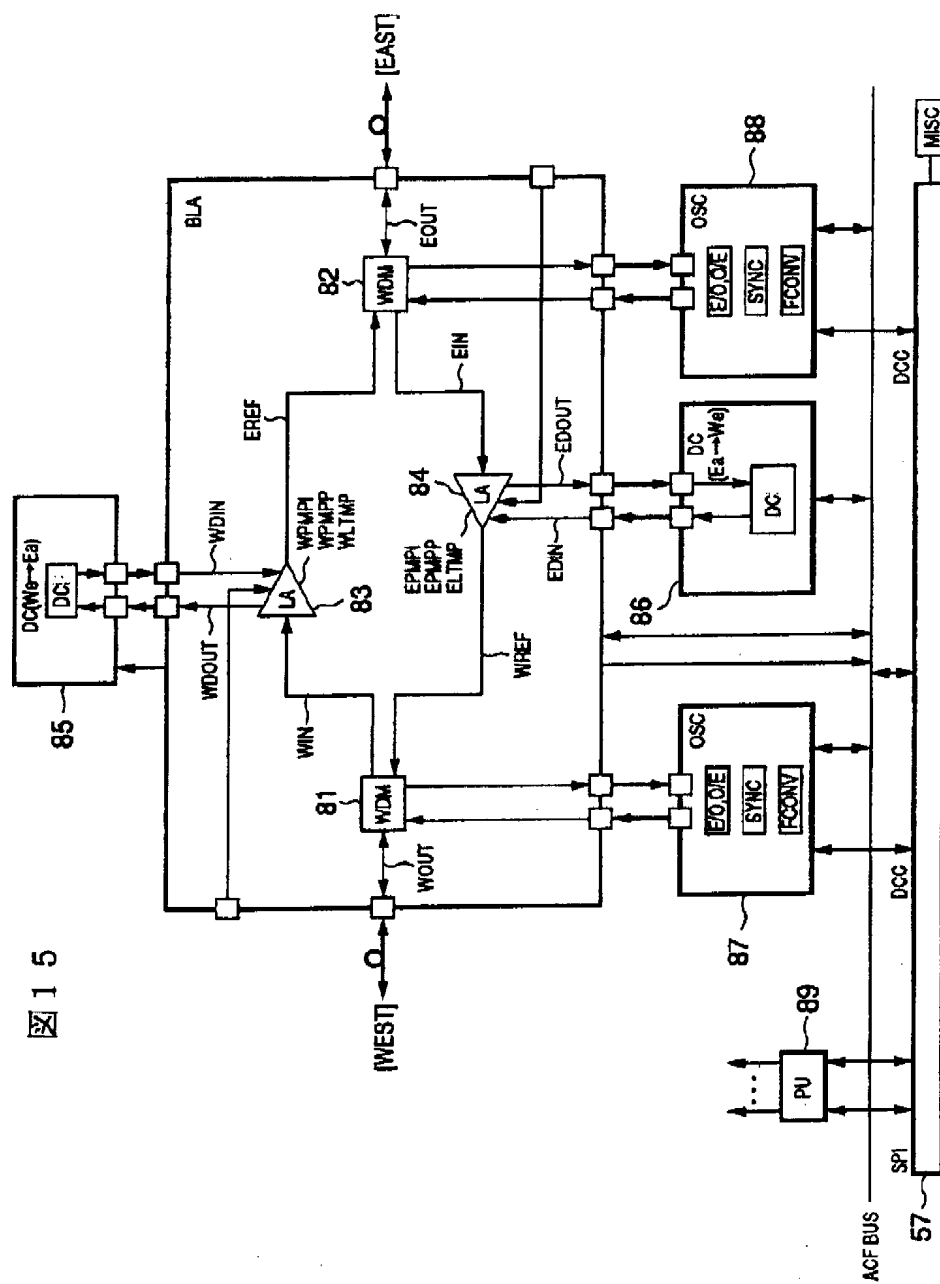 図１５
DC(We→Ea)
DCF
85
WDOUT
WDIN
BLA
[WEST]
WOUT
81
WDM
WIN
LA
83
WPMPI
WPMPP
WLTMP
EREF
82
WDM
EOUT
[EAST]
EIN
84
LA
EPMPI
EPMPP
ELTMP
WREF
EDIN
EDOUT
OSC
E/O,O/E
SYNC
FCONV
87
86
DC
(Ea→We)
DCF
OSC
E/O,O/E
SYNC
FCONV
88
89
PU
SPI
DCC
DCC
ACF BUS
57
MISC